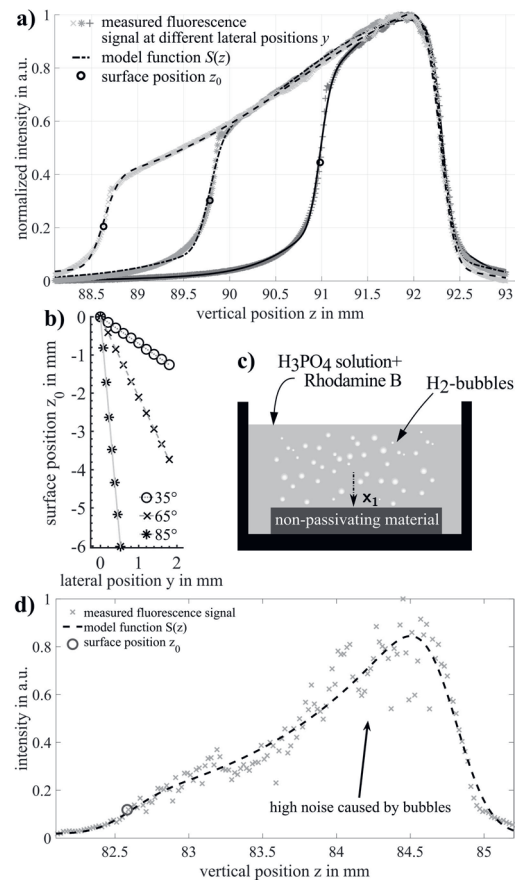 a)
measured fluorescence
signal at different lateral positions y
model function S(z)
surface position z0
normalized intensity in a.u.
1
0.8
0.6
0.4
0.2
0
88.5 89 89.5 90 90.5 91 91.5 92 92.5 93
vertical position z in mm
b)
surface position z0 in mm
0
-1
-2
-3
-4
-5
-6
35°
65°
85°
0 1 2
lateral position y in mm
c)
H3PO4 solution+
Rhodamine B
H2-bubbles
x1
non-passivating material
d)
measured fluorescence signal
model function S(z)
surface position z0
intensity in a.u.
1
0.8
0.6
0.4
0.2
0
high noise caused by bubbles
82.5 83 83.5 84 84.5 85
vertical position z in mm